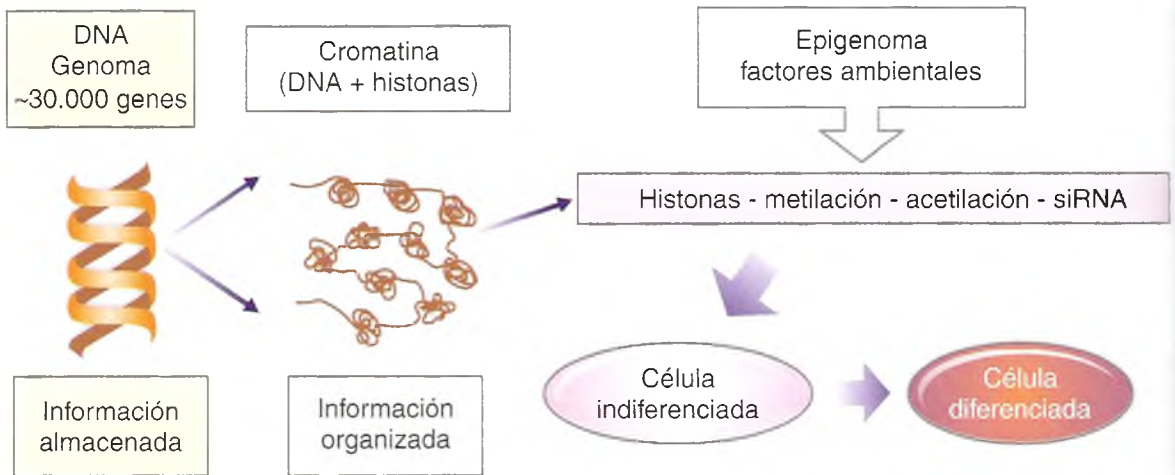 DNA
Genoma
~30.000 genes
Cromatina
(DNA + histonas)
Epigenoma
factores ambientales
Histonas - metilación - acetilación - siRNA
Célula
indiferenciada
Célula
diferenciada
Información
almacenada
Información
organizada